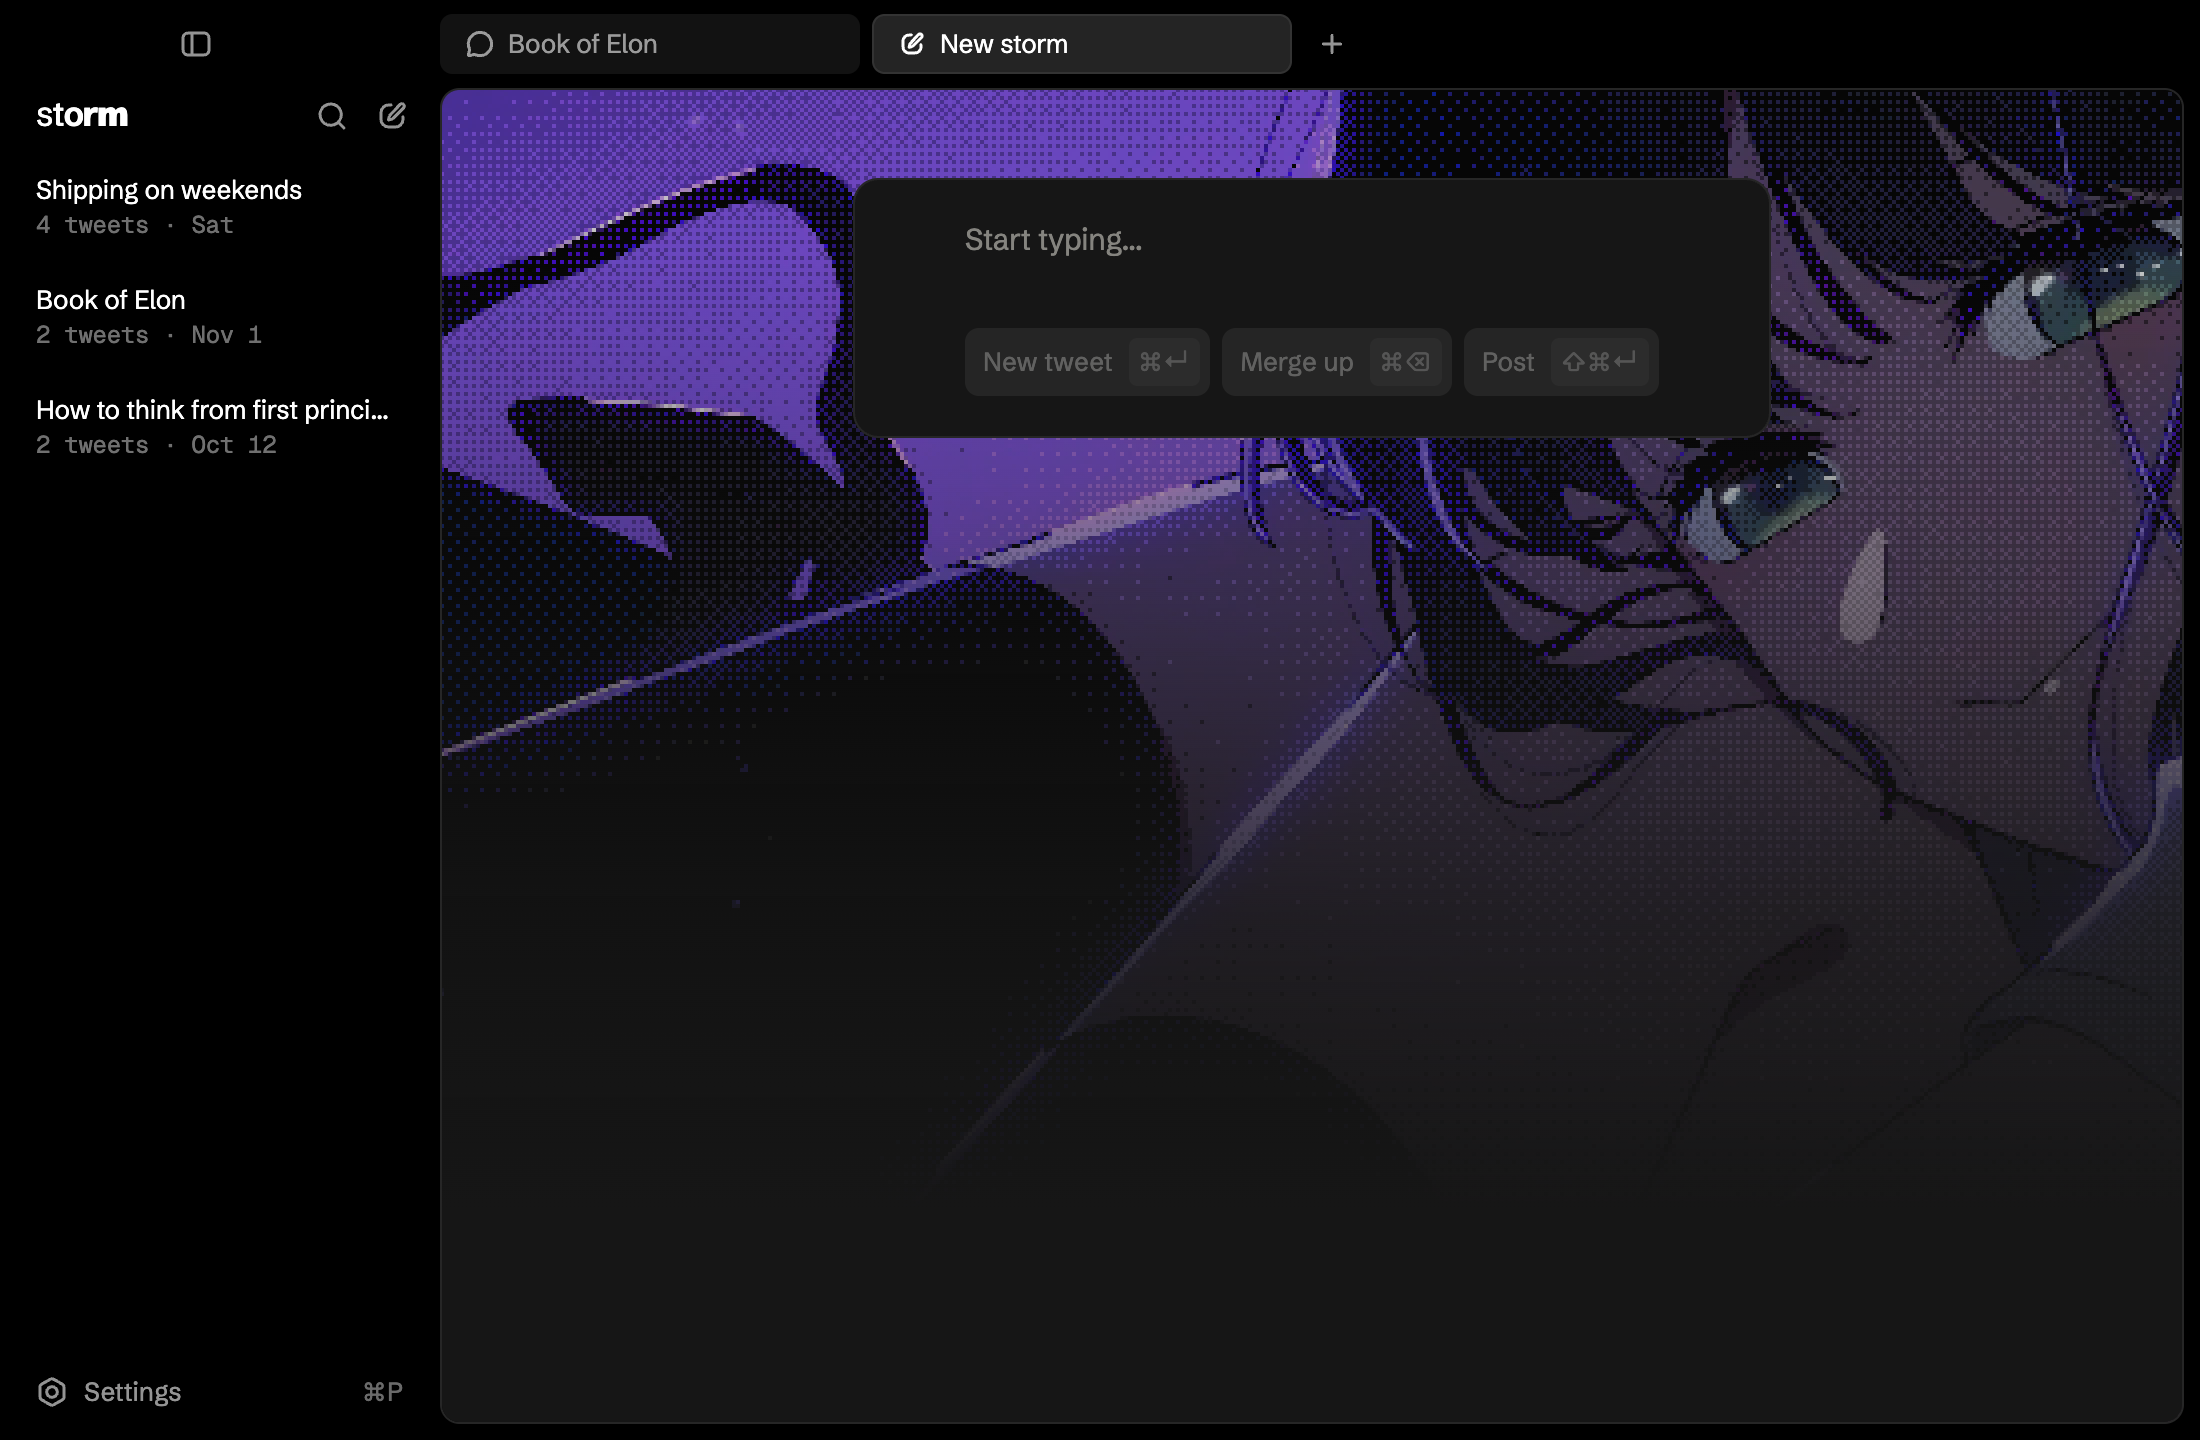 Book of Elon
New storm
storm
Shipping on weekends
4 tweets · Sat
Book of Elon
2 tweets · Nov 1
How to think from first princi...
2 tweets · Oct 12
Start typing...
New tweet ⌘↵ Merge up ⌘⌫ Post ⇧⌘↵
Settings ⌘P